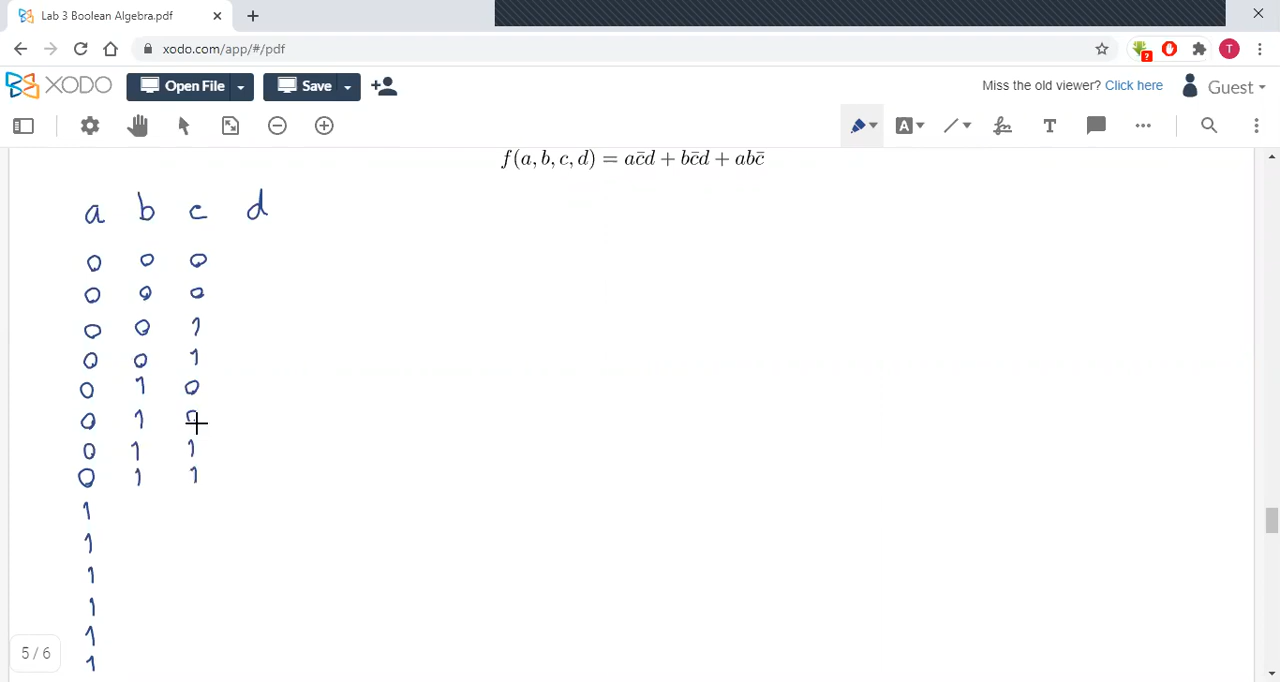 Lab 3 Boolean Algebra.pdf
xodo.com/app/#/pdf
? T
XODO Open File Save Miss the old viewer? Click here Guest
A T
f(a, b, c, d) = ac̄d + bc̄d + abc̄
a b c d
0 0 0
0 0 0
0 0 1
0 0 1
0 1 0
0 1 0
0 1 1
0 1 1
1
1
1
1
1
1
5 / 6